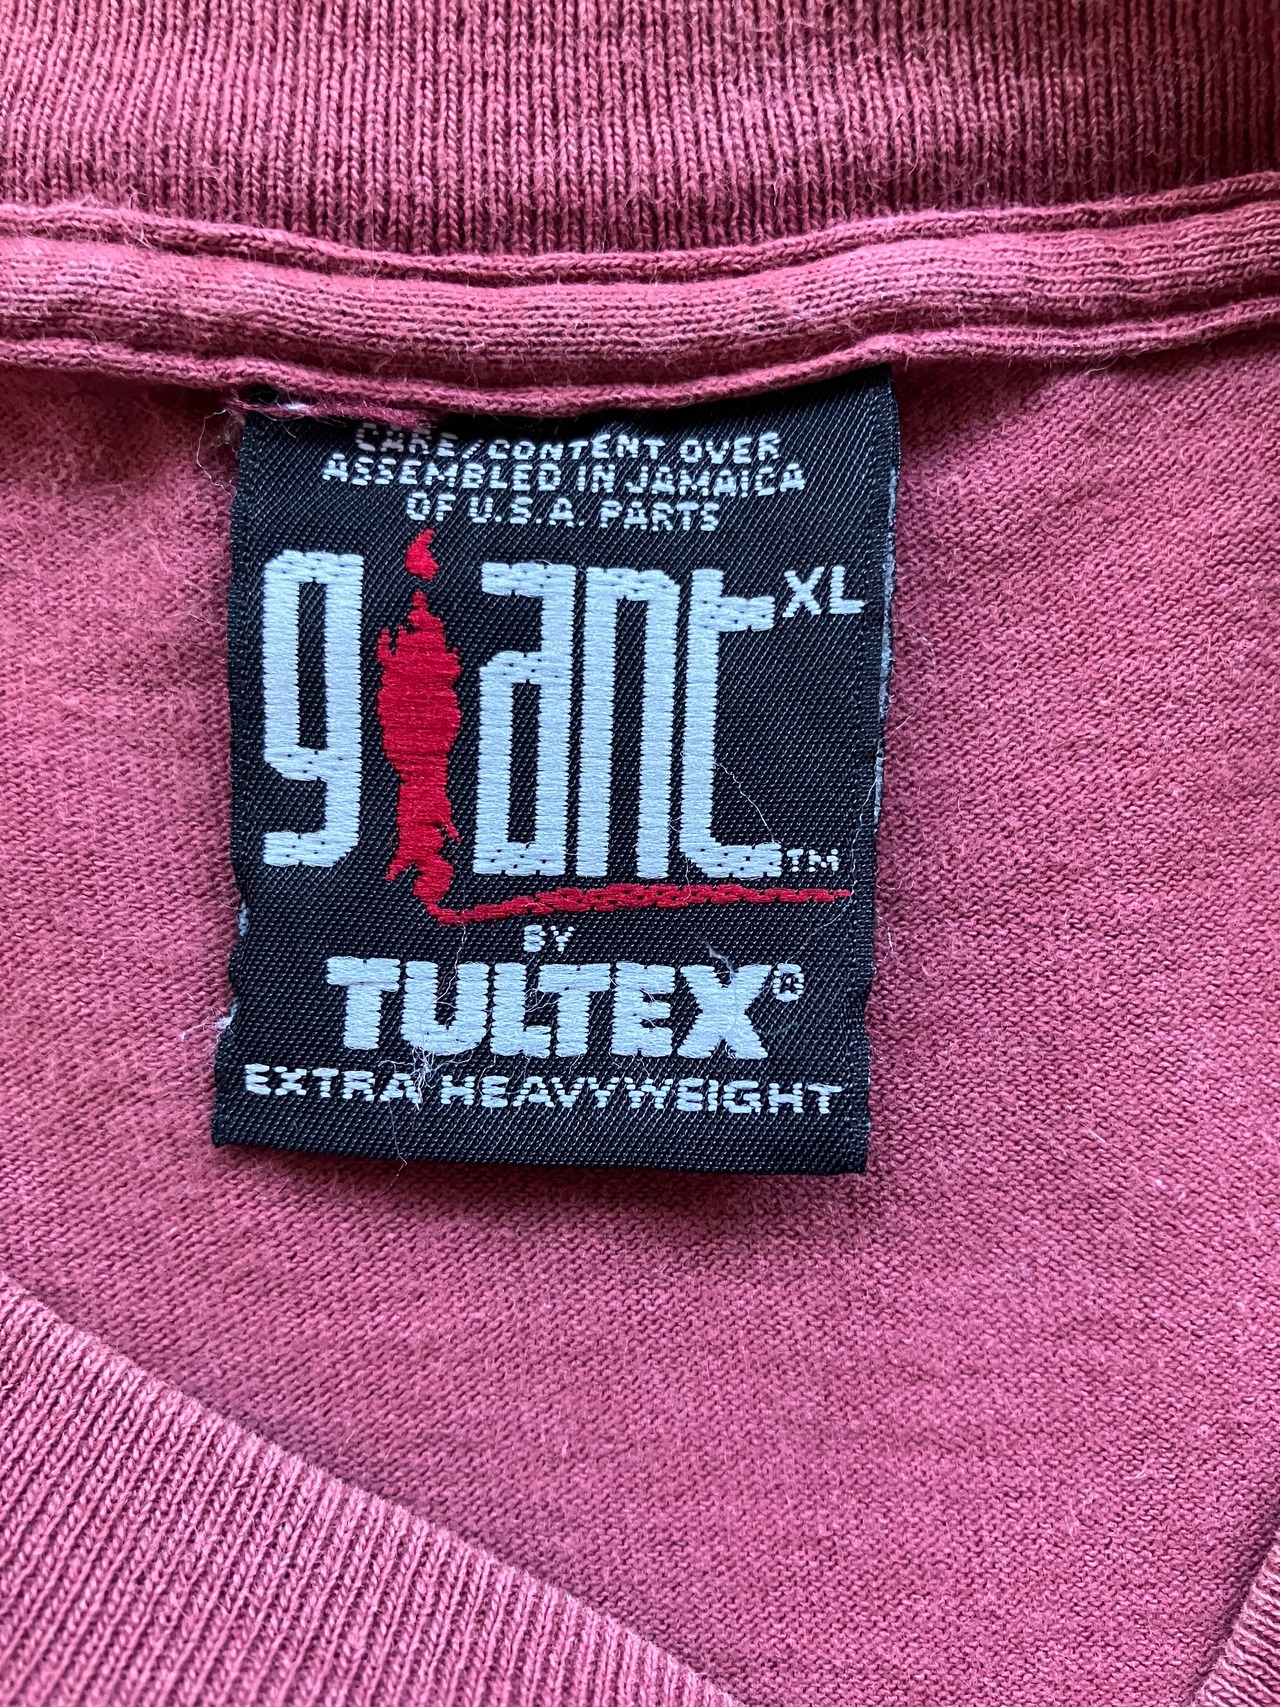 CARE/CONTENT OVER
ASSEMBLED IN JAMAICA
OF U.S.A. PARTS
giant XL
TM
BY
TULTEX®
EXTRA HEAVYWEIGHT